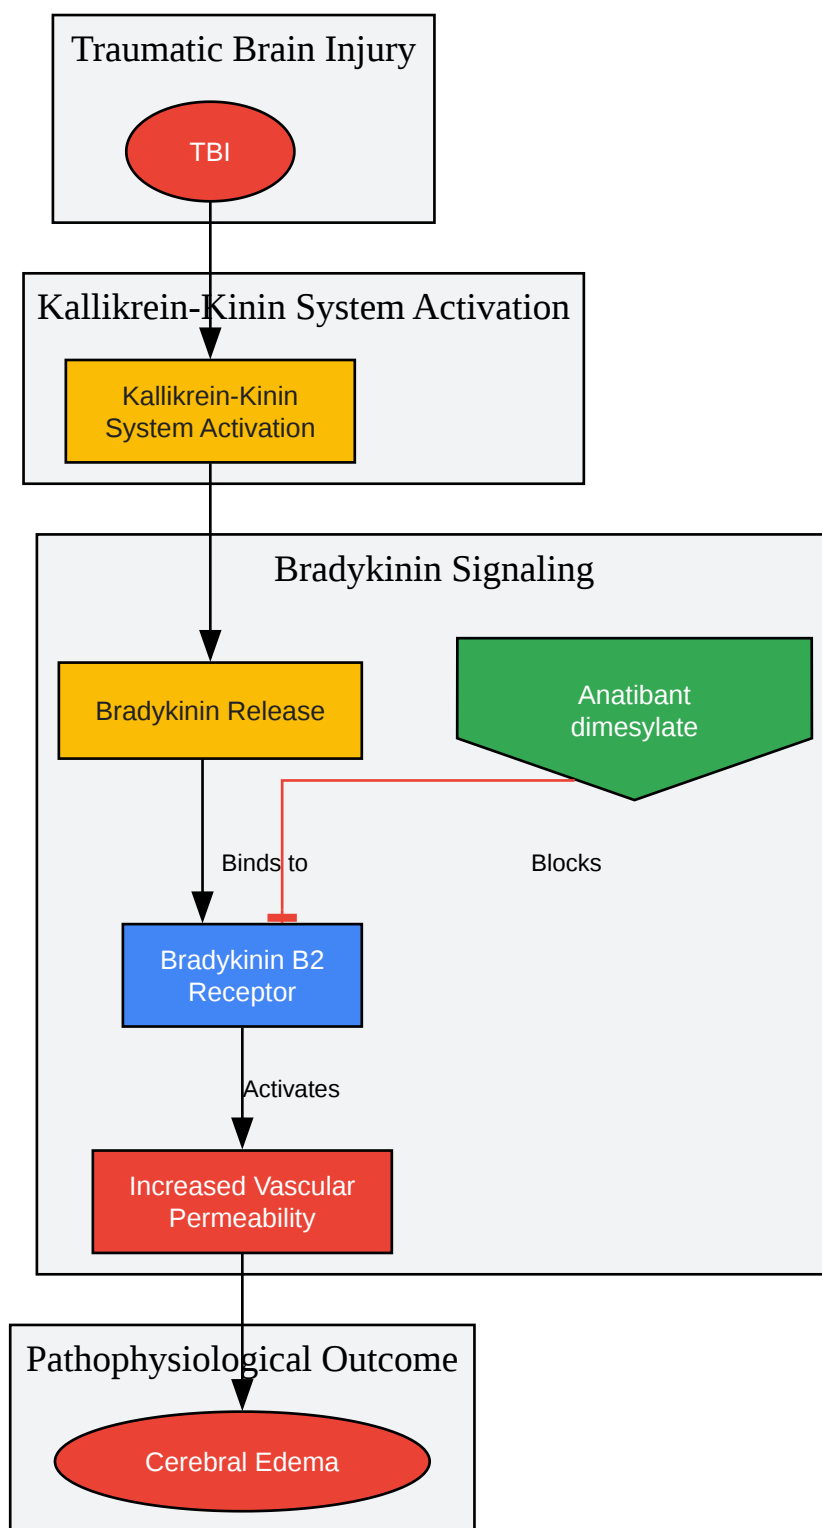 Traumatic Brain Injury
TBI
Kallikrein-Kinin System Activation
Kallikrein-Kinin
System Activation
Bradykinin Signaling
Bradykinin Release
Anatibant
dimesylate
Binds to
Blocks
Bradykinin B2
Receptor
Activates
Increased Vascular
Permeability
Pathophysiological Outcome
Cerebral Edema